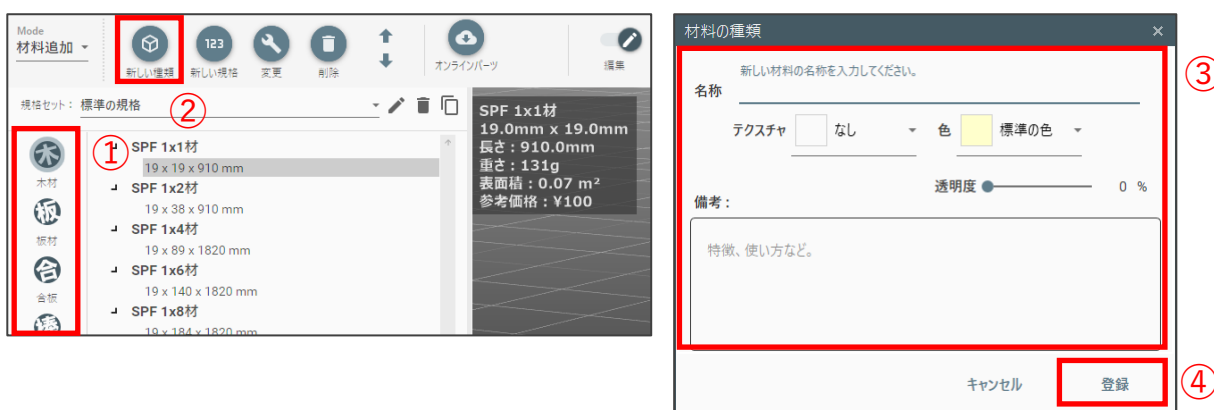 Mode
材料追加
新しい種類
新しい規格
変更
削除
オンラインパーツ
編集
規格セット： 標準の規格
②
①
木
木材
板
板材
合
合板
SPF 1x1材
19 x 19 x 910 mm
SPF 1x2材
19 x 38 x 910 mm
SPF 1x4材
19 x 89 x 1820 mm
SPF 1x6材
19 x 140 x 1820 mm
SPF 1x8材
19 x 184 x 1820 mm
SPF 1x1材
19.0mm x 19.0mm
長さ：910.0mm
重さ：131g
表面積：0.07 m²
参考価格：¥100
123
材料の種類
×
③
新しい材料の名称を入力してください。
名称
テクスチャ なし 色 標準の色
透明度 0 %
備考：
特徴、使い方など。
キャンセル 登録
④